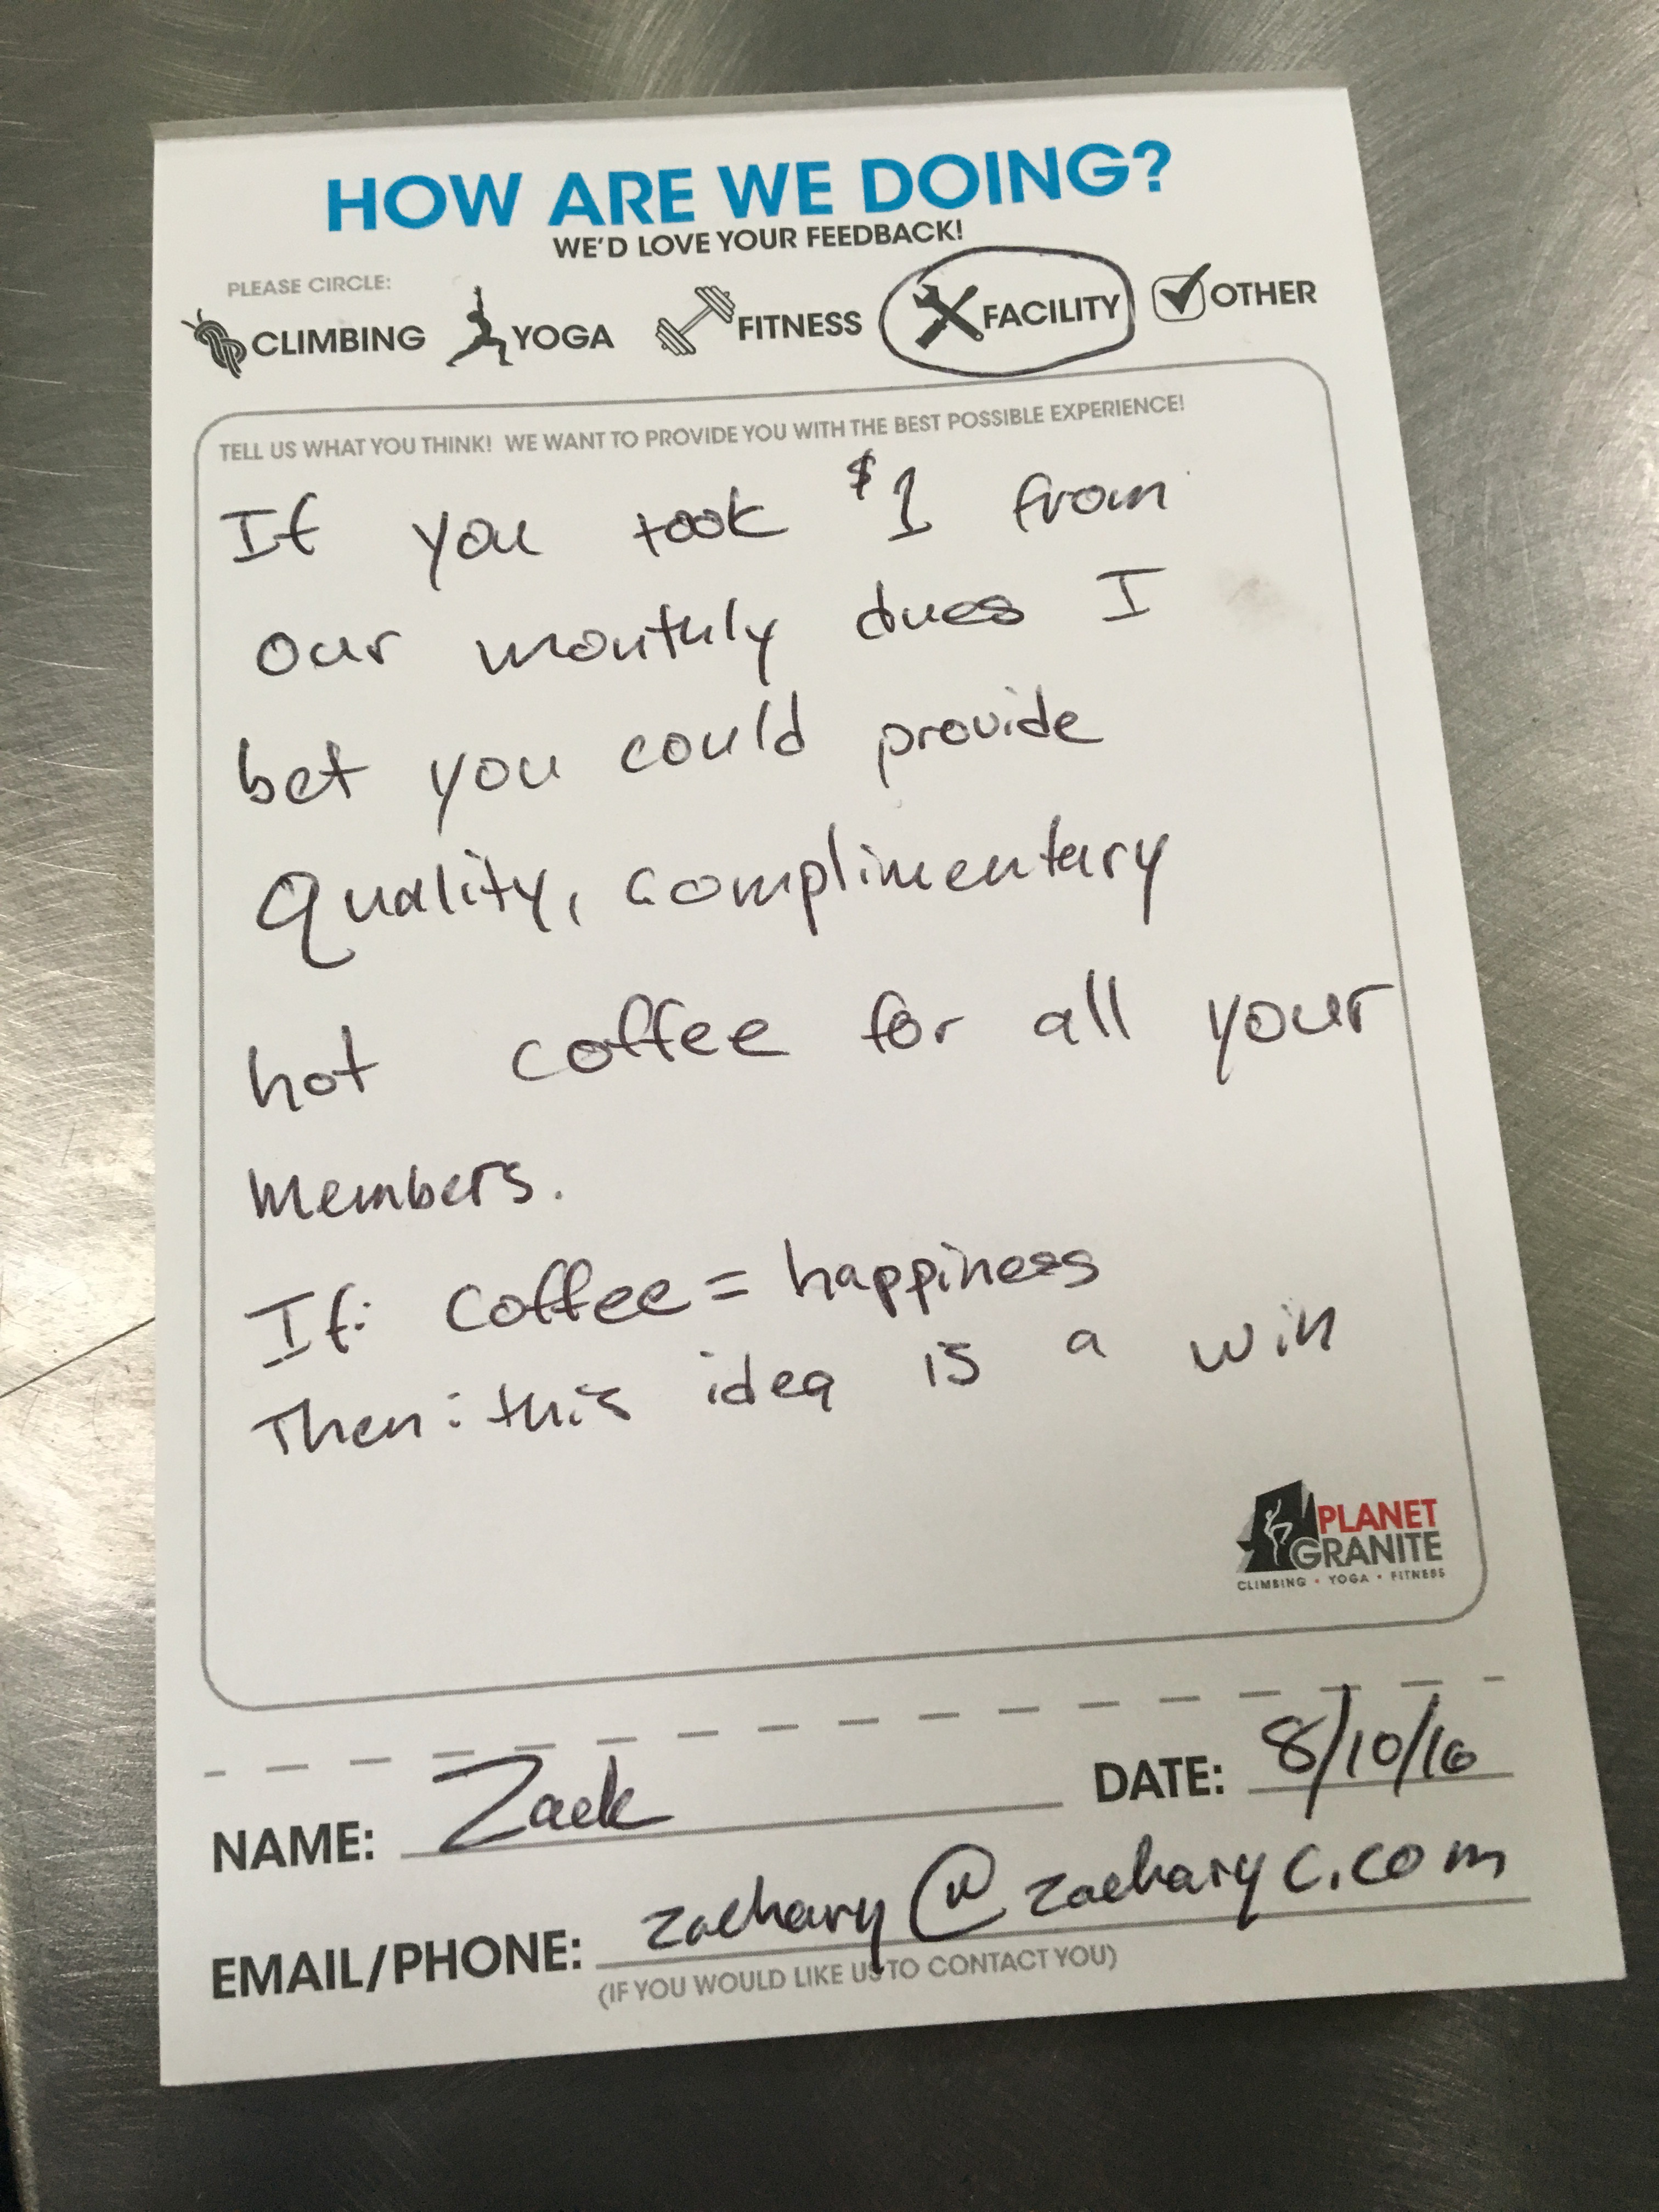 HOW ARE WE DOING?
WE'D LOVE YOUR FEEDBACK!
PLEASE CIRCLE:
CLIMBING YOGA FITNESS FACILITY OTHER
TELL US WHAT YOU THINK! WE WANT TO PROVIDE YOU WITH THE BEST POSSIBLE EXPERIENCE!
If you took $1 from
our monthly dues I
bet you could provide
Quality, complimentary
hot coffee for all your
members.
If: Coffee = happiness
Then: this idea is a win
PLANET
GRANITE
CLIMBING • YOGA • FITNESS
NAME: Zack DATE: 8/10/16
EMAIL/PHONE: zachary@zacharyc.com
(IF YOU WOULD LIKE US TO CONTACT YOU)